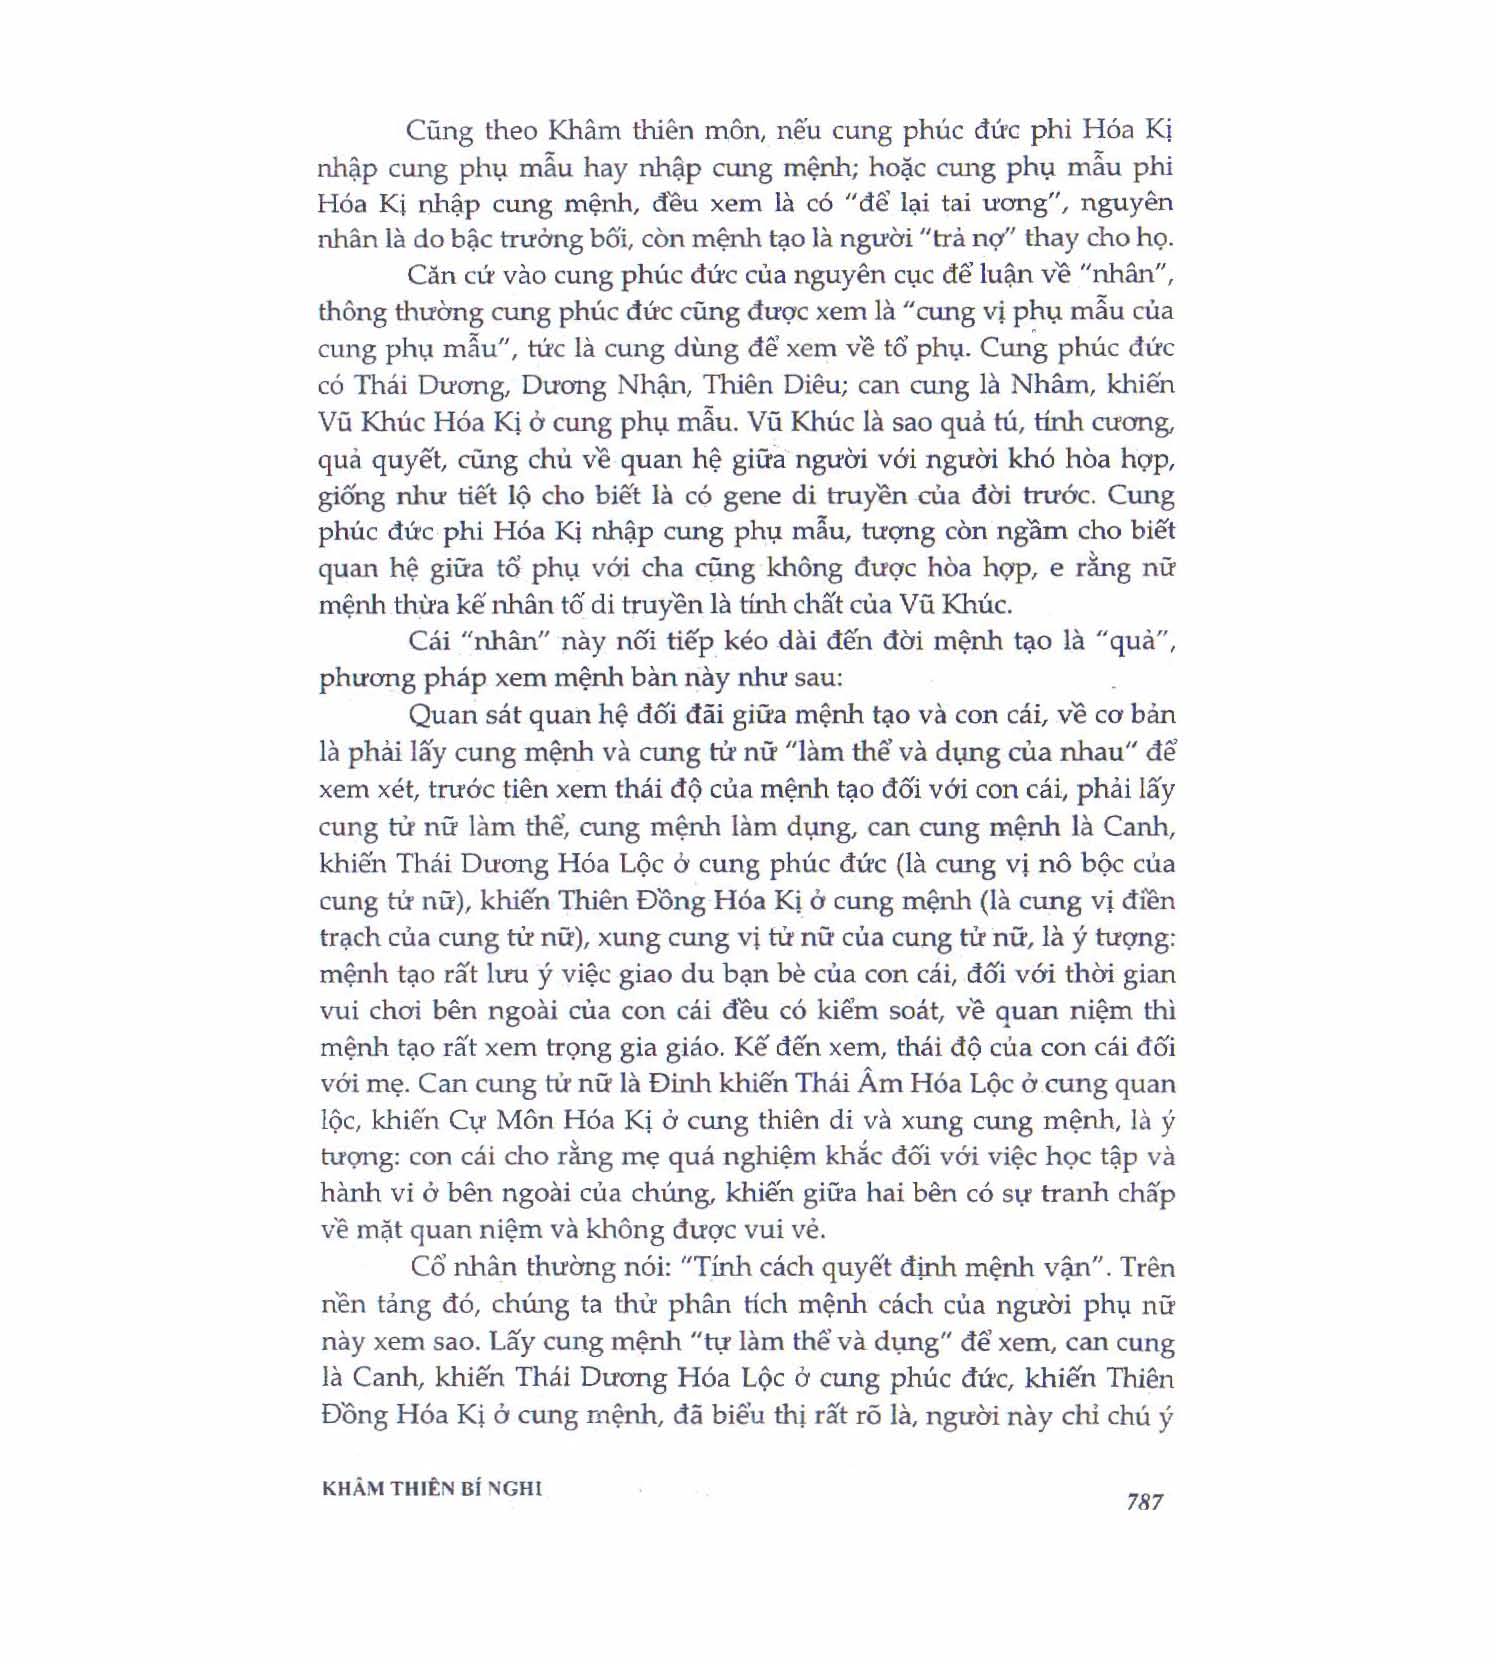 Cũng theo Khâm thiên môn, nếu cung phúc đức phi Hóa Kị
nhập cung phụ mẫu hay nhập cung mệnh; hoặc cung phụ mẫu phi
Hóa Kị nhập cung mệnh, đều xem là có "để lại tai ương", nguyên
nhân là do bậc trưởng bối, còn mệnh tạo là người "trả nợ" thay cho họ.
Căn cứ vào cung phúc đức của nguyên cục để luận về "nhân",
thông thường cung phúc đức cũng được xem là "cung vị phụ mẫu của
cung phụ mẫu", tức là cung dùng để xem về tổ phụ. Cung phúc đức
có Thái Dương, Dương Nhận, Thiên Diêu; can cung là Nhâm, khiến
Vũ Khúc Hóa Kị ở cung phụ mẫu. Vũ Khúc là sao quả tú, tính cương,
quả quyết, cũng chủ về quan hệ giữa người với người khó hòa hợp,
giống như tiết lộ cho biết là có gene di truyền của đời trước. Cung
phúc đức phi Hóa Kị nhập cung phụ mẫu, tượng còn ngầm cho biết
quan hệ giữa tổ phụ với cha cũng không được hòa hợp, e rằng nữ
mệnh thừa kế nhân tố di truyền là tính chất của Vũ Khúc.
Cái "nhân" này nối tiếp kéo dài đến đời mệnh tạo là "quả",
phương pháp xem mệnh bàn này như sau:
Quan sát quan hệ đối đãi giữa mệnh tạo và con cái, về cơ bản
là phải lấy cung mệnh và cung tử nữ "làm thể và dụng của nhau" để
xem xét, trước tiên xem thái độ của mệnh tạo đối với con cái, phải lấy
cung tử nữ làm thể, cung mệnh làm dụng, can cung mệnh là Canh,
khiến Thái Dương Hóa Lộc ở cung phúc đức (là cung vị nô bộc của
cung tử nữ), khiến Thiên Đồng Hóa Kị ở cung mệnh (là cung vị điền
trạch của cung tử nữ), xung cung vị tử nữ của cung tử nữ, là ý tượng:
mệnh tạo rất lưu ý việc giao du bạn bè của con cái, đối với thời gian
vui chơi bên ngoài của con cái đều có kiểm soát, về quan niệm thì
mệnh tạo rất xem trọng gia giáo. Kế đến xem, thái độ của con cái đối
với mẹ. Can cung tử nữ là Đinh khiến Thái Âm Hóa Lộc ở cung quan
lộc, khiến Cự Môn Hóa Kị ở cung thiên di và xung cung mệnh, là ý
tượng: con cái cho rằng mẹ quá nghiệm khắc đối với việc học tập và
hành vi ở bên ngoài của chúng, khiến giữa hai bên có sự tranh chấp
về mặt quan niệm và không được vui vẻ.
Cổ nhân thường nói: "Tính cách quyết định mệnh vận". Trên
nền tảng đó, chúng ta thử phân tích mệnh cách của người phụ nữ
này xem sao. Lấy cung mệnh "tự làm thể và dụng" để xem, can cung
là Canh, khiến Thái Dương Hóa Lộc ở cung phúc đức, khiến Thiên
Đồng Hóa Kị ở cung mệnh, đã biểu thị rất rõ là, người này chỉ chú ý
KHÂM THIÊN BÍ NGHI
787